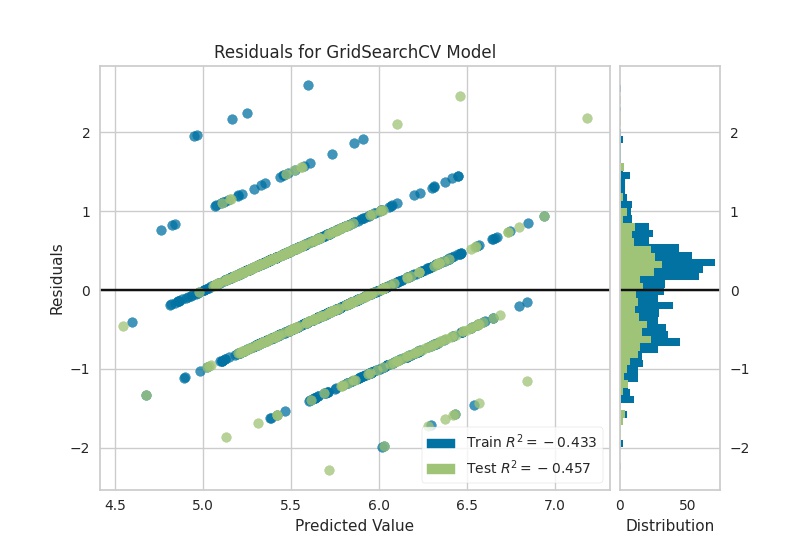 Residuals for GridSearchCV Model
Residuals
2
1
0
−1
−2
4.5 5.0 5.5 6.0 6.5 7.0
Predicted Value
Train R² = −0.433
Test R² = −0.457
2
1
0
−1
−2
0 50
Distribution